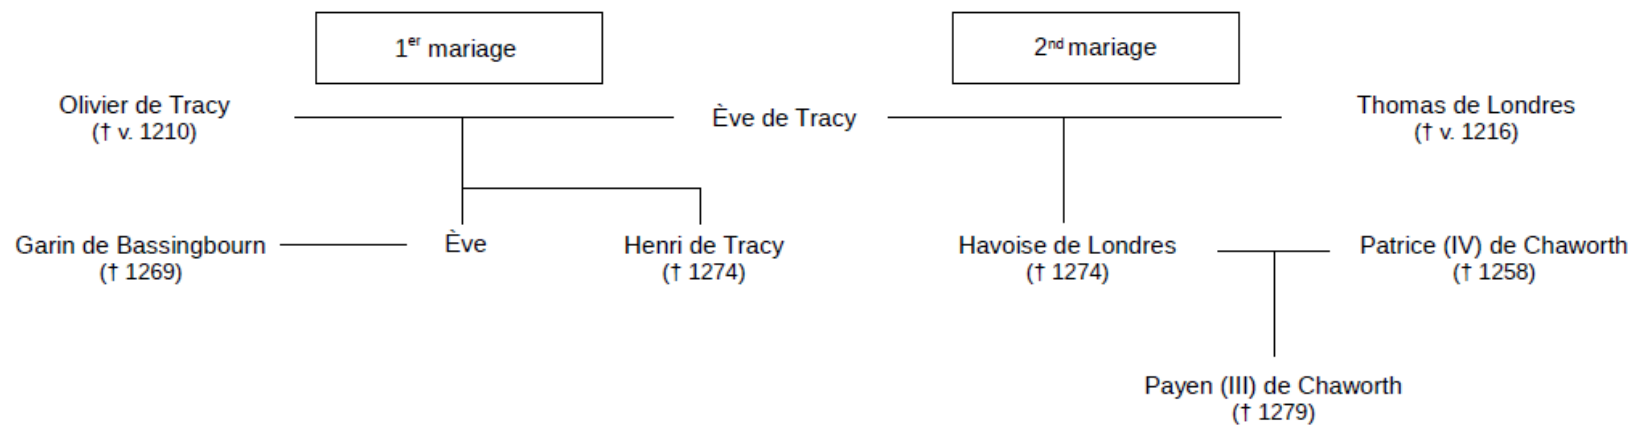 1er mariage
2nd mariage
Olivier de Tracy
(† v. 1210)
Ève de Tracy
Thomas de Londres
(† v. 1216)
Garin de Bassingbourn
(† 1269)
Ève
Henri de Tracy
(† 1274)
Havoise de Londres
(† 1274)
Patrice (IV) de Chaworth
(† 1258)
Payen (III) de Chaworth
(† 1279)